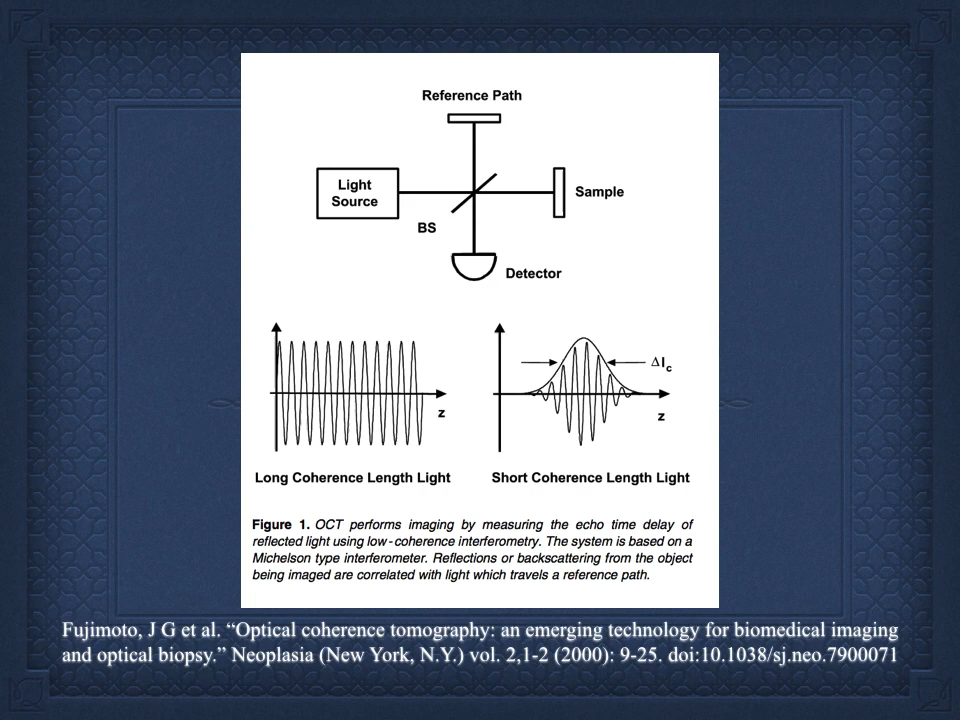 Reference Path
Light
Source
Sample
BS
Detector
Δlc
z
z
Long Coherence Length Light
Short Coherence Length Light
Figure 1. OCT performs imaging by measuring the echo time delay of
reflected light using low-coherence interferometry. The system is based on a
Michelson type interferometer. Reflections or backscattering from the object
being imaged are correlated with light which travels a reference path.
Fujimoto, J G et al. “Optical coherence tomography: an emerging technology for biomedical imaging
and optical biopsy.” Neoplasia (New York, N.Y.) vol. 2,1-2 (2000): 9-25. doi:10.1038/sj.neo.7900071